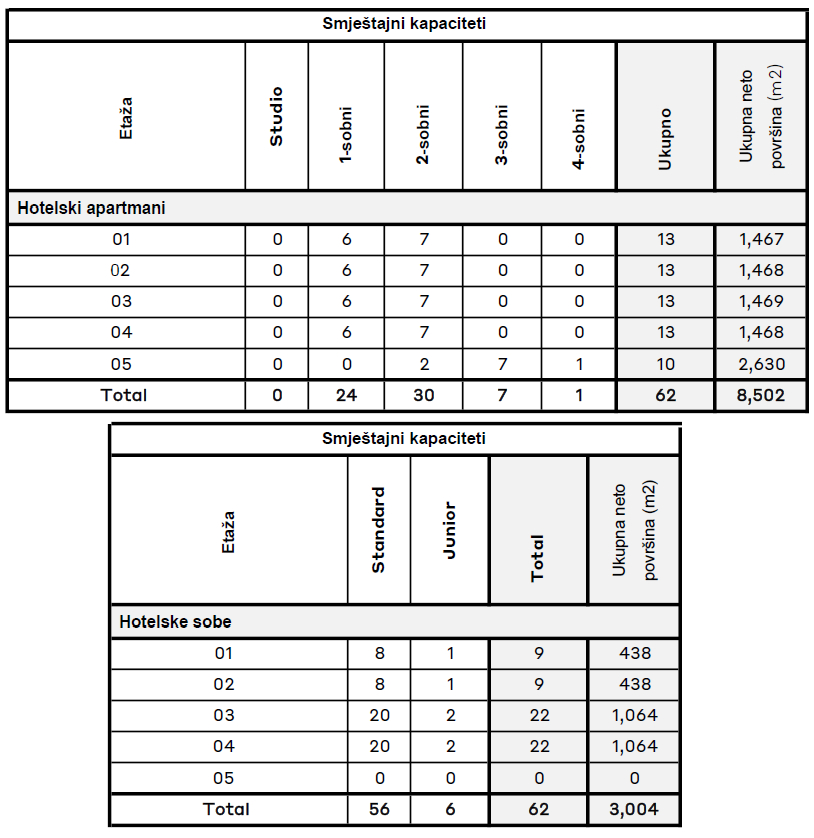 Smještajni kapaciteti
Etaža Studio 1-sobni 2-sobni 3-sobni 4-sobni Ukupno Ukupna neto površina (m2)
Hotelski apartmani
01 0 6 7 0 0 13 1,467
02 0 6 7 0 0 13 1,468
03 0 6 7 0 0 13 1,469
04 0 6 7 0 0 13 1,468
05 0 0 2 7 1 10 2,630
Total 0 24 30 7 1 62 8,502
Smještajni kapaciteti
Etaža Standard Junior Total Ukupna neto površina (m2)
Hotelske sobe
01 8 1 9 438
02 8 1 9 438
03 20 2 22 1,064
04 20 2 22 1,064
05 0 0 0 0
Total 56 6 62 3,004